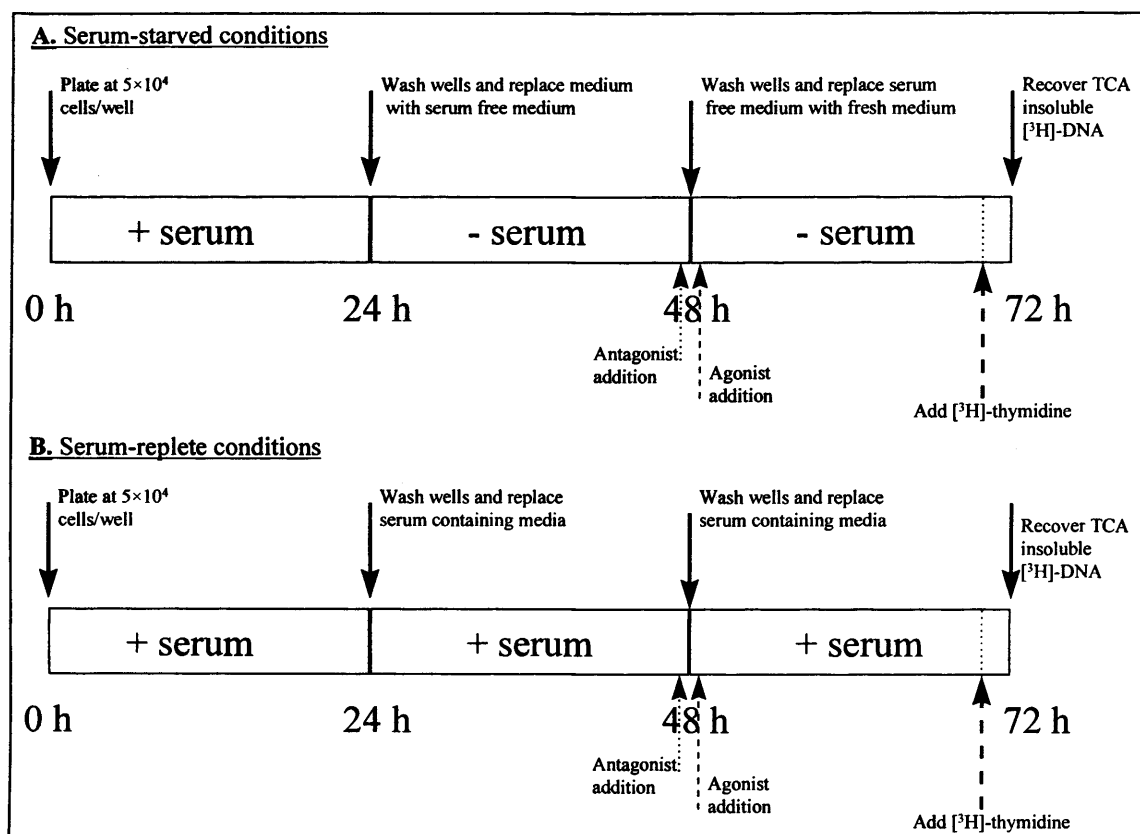 A. Serum-starved conditions
Plate at 5×10⁴
cells/well
Wash wells and replace medium
with serum free medium
Wash wells and replace serum
free medium with fresh medium
Recover TCA
insoluble
[³H]-DNA
+ serum
- serum
- serum
0 h
24 h
48 h
72 h
Antagonist
addition
Agonist
addition
Add [³H]-thymidine
B. Serum-replete conditions
Plate at 5×10⁴
cells/well
Wash wells and replace
serum containing media
Wash wells and replace
serum containing media
Recover TCA
insoluble
[³H]-DNA
+ serum
+ serum
+ serum
0 h
24 h
48 h
72 h
Antagonist
addition
Agonist
addition
Add [³H]-thymidine